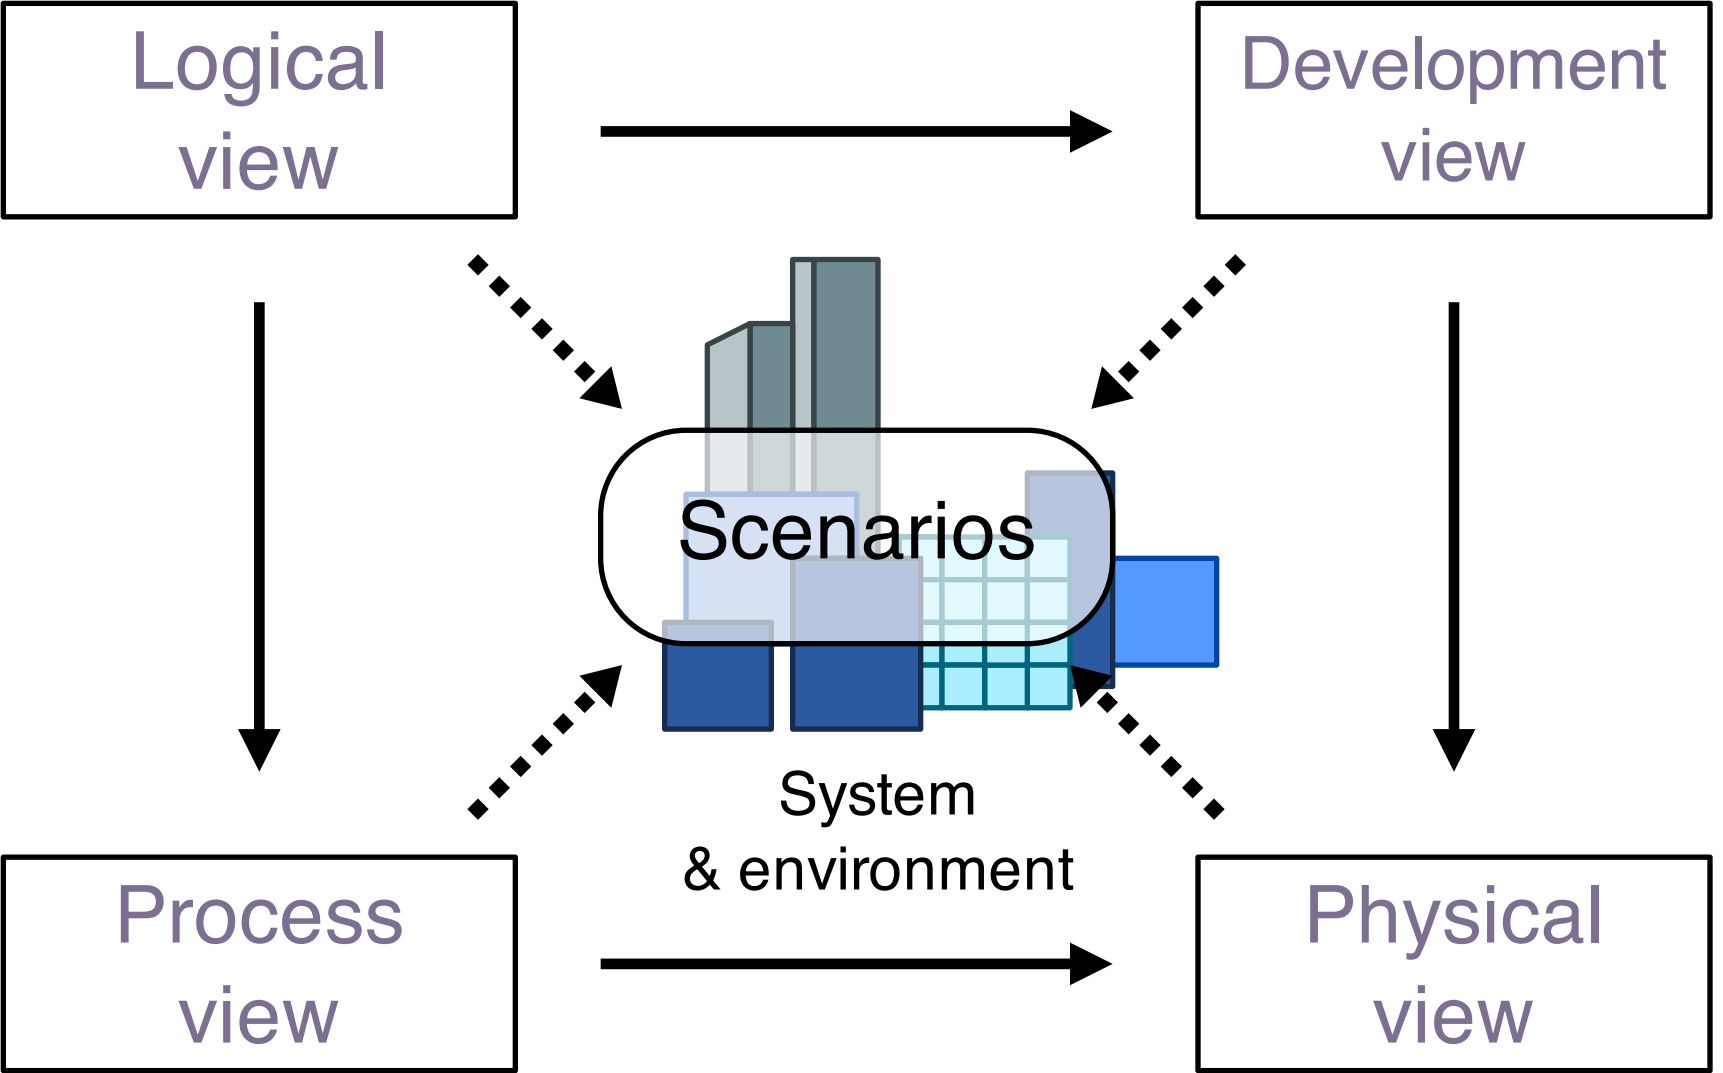 Logical
view
Development
view
Scenarios
System
& environment
Process
view
Physical
view